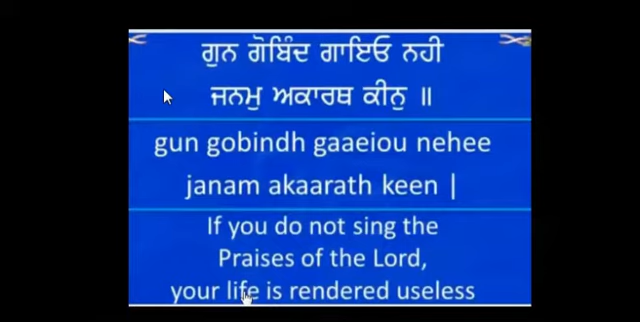 ਗੁਨ ਗੋਬਿੰਦ ਗਾਇਓ ਨਹੀ
ਜਨਮੁ ਅਕਾਰਥ ਕੀਨੁ ॥
gun gobindh gaaeiou nehee
janam akaarath keen |
If you do not sing the
Praises of the Lord,
your life is rendered useless